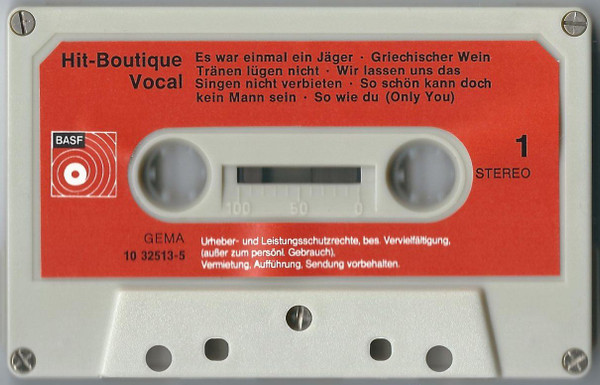 Hit-Boutique
Vocal
Es war einmal ein Jäger · Griechischer Wein
Tränen lügen nicht · Wir lassen uns das
Singen nicht verbieten · So schön kann doch
kein Mann sein · So wie du (Only You)
BASF
1
STEREO
100 50 0
GEMA
10 32513-5
Urheber- und Leistungsschutzrechte, bes. Vervielfältigung,
(außer zum persönl. Gebrauch),
Vermietung, Aufführung, Sendung vorbehalten.